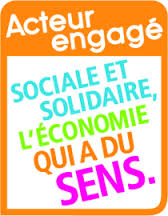 Acteur
engagé
SOCIALE ET
SOLIDAIRE,
L'ÉCONOMIE
QUI A DU
SENS.